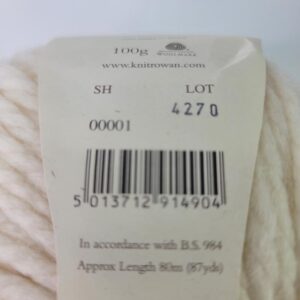 100g WOOLMARK
www.knitrowan.com
SH LOT
4270
00001
5 013712 914904
In accordance with B.S. 984
Approx Length 80m (87yds)